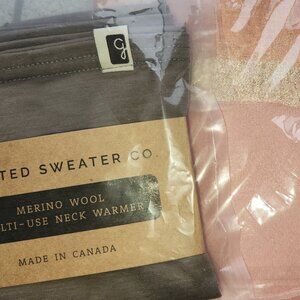 TED SWEATER CO.
MERINO WOOL
LTI-USE NECK WARMER
MADE IN CANADA